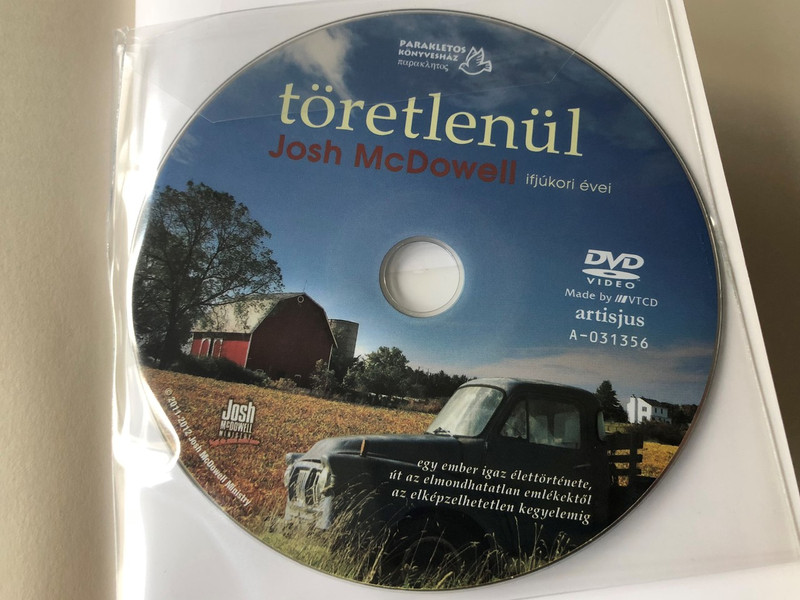 PARAKLETOS
KÖNYVESHÁZ
παρακλητος
töretlenül
Josh McDowell ifjúkori évei
DVD
VIDEO
Made by VTCD
artisjus
A-031356
Josh
McDOWELL
MINISTRY
© 2011-2012 Josh McDowell Ministry
egy ember igaz élettörténete,
út az elmondhatatlan emlékektől
az elképzelhetetlen kegyelemig